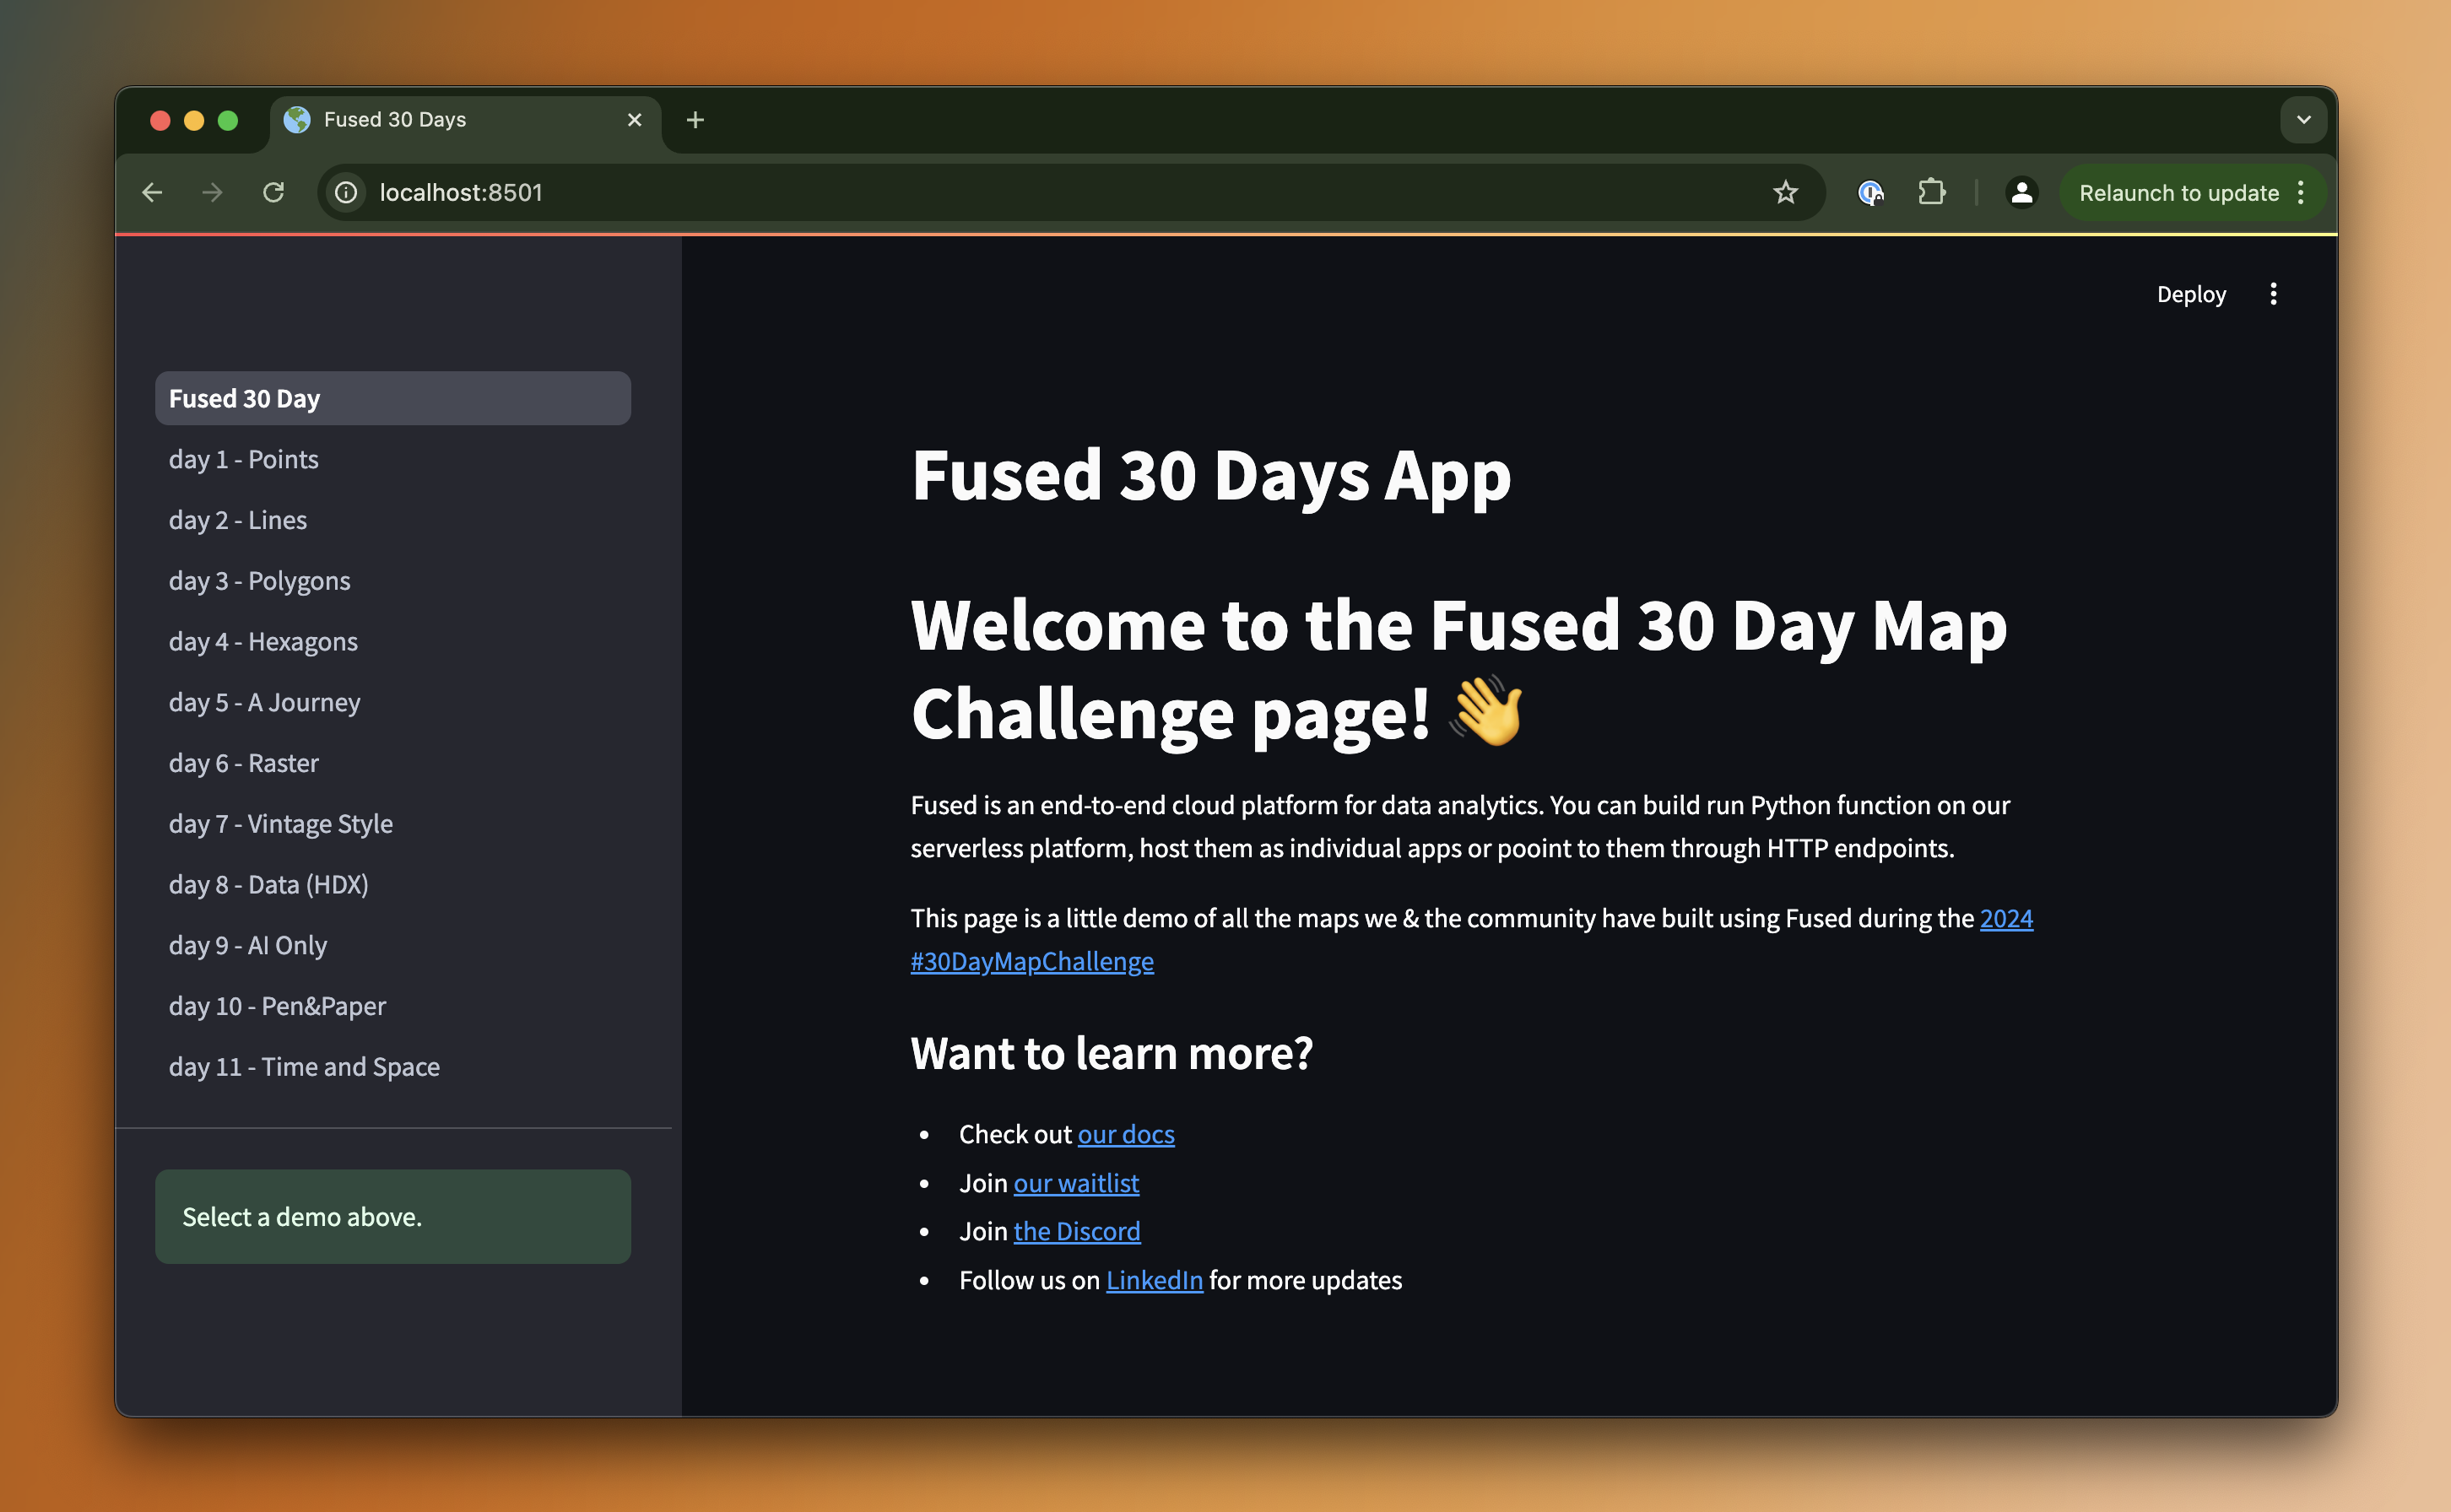 Fused 30 Days
localhost:8501
Relaunch to update
Deploy
Fused 30 Day
day 1 - Points
day 2 - Lines
day 3 - Polygons
day 4 - Hexagons
day 5 - A Journey
day 6 - Raster
day 7 - Vintage Style
day 8 - Data (HDX)
day 9 - AI Only
day 10 - Pen&Paper
day 11 - Time and Space
Select a demo above.
Fused 30 Days App
Welcome to the Fused 30 Day Map
Challenge page! 👋
Fused is an end-to-end cloud platform for data analytics. You can build run Python function on our
serverless platform, host them as individual apps or pooint to them through HTTP endpoints.
This page is a little demo of all the maps we & the community have built using Fused during the 2024
#30DayMapChallenge
Want to learn more?
• Check out our docs
• Join our waitlist
• Join the Discord
• Follow us on LinkedIn for more updates